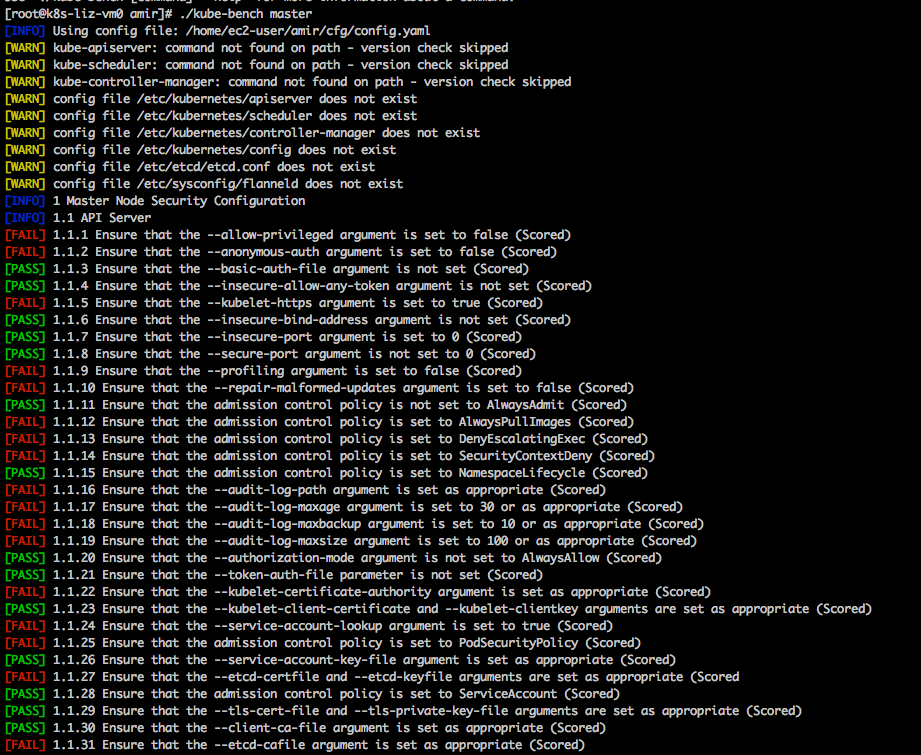 [root@k8s-liz-vm0 amir]# ./kube-bench master
[INFO] Using config file: /home/ec2-user/amir/cfg/config.yaml
[WARN] kube-apiserver: command not found on path - version check skipped
[WARN] kube-scheduler: command not found on path - version check skipped
[WARN] kube-controller-manager: command not found on path - version check skipped
[WARN] config file /etc/kubernetes/apiserver does not exist
[WARN] config file /etc/kubernetes/scheduler does not exist
[WARN] config file /etc/kubernetes/controller-manager does not exist
[WARN] config file /etc/kubernetes/config does not exist
[WARN] config file /etc/etcd/etcd.conf does not exist
[WARN] config file /etc/sysconfig/flanneld does not exist
[INFO] 1 Master Node Security Configuration
[INFO] 1.1 API Server
[FAIL] 1.1.1 Ensure that the --allow-privileged argument is set to false (Scored)
[FAIL] 1.1.2 Ensure that the --anonymous-auth argument is set to false (Scored)
[PASS] 1.1.3 Ensure that the --basic-auth-file argument is not set (Scored)
[PASS] 1.1.4 Ensure that the --insecure-allow-any-token argument is not set (Scored)
[FAIL] 1.1.5 Ensure that the --kubelet-https argument is set to true (Scored)
[PASS] 1.1.6 Ensure that the --insecure-bind-address argument is not set (Scored)
[PASS] 1.1.7 Ensure that the --insecure-port argument is set to 0 (Scored)
[PASS] 1.1.8 Ensure that the --secure-port argument is not set to 0 (Scored)
[FAIL] 1.1.9 Ensure that the --profiling argument is set to false (Scored)
[FAIL] 1.1.10 Ensure that the --repair-malformed-updates argument is set to false (Scored)
[PASS] 1.1.11 Ensure that the admission control policy is not set to AlwaysAdmit (Scored)
[FAIL] 1.1.12 Ensure that the admission control policy is set to AlwaysPullImages (Scored)
[FAIL] 1.1.13 Ensure that the admission control policy is set to DenyEscalatingExec (Scored)
[FAIL] 1.1.14 Ensure that the admission control policy is set to SecurityContextDeny (Scored)
[PASS] 1.1.15 Ensure that the admission control policy is set to NamespaceLifecycle (Scored)
[FAIL] 1.1.16 Ensure that the --audit-log-path argument is set as appropriate (Scored)
[FAIL] 1.1.17 Ensure that the --audit-log-maxage argument is set to 30 or as appropriate (Scored)
[FAIL] 1.1.18 Ensure that the --audit-log-maxbackup argument is set to 10 or as appropriate (Scored)
[FAIL] 1.1.19 Ensure that the --audit-log-maxsize argument is set to 100 or as appropriate (Scored)
[PASS] 1.1.20 Ensure that the --authorization-mode argument is not set to AlwaysAllow (Scored)
[PASS] 1.1.21 Ensure that the --token-auth-file parameter is not set (Scored)
[FAIL] 1.1.22 Ensure that the --kubelet-certificate-authority argument is set as appropriate (Scored)
[PASS] 1.1.23 Ensure that the --kubelet-client-certificate and --kubelet-clientkey arguments are set as appropriate (Scored)
[FAIL] 1.1.24 Ensure that the --service-account-lookup argument is set to true (Scored)
[FAIL] 1.1.25 Ensure that the admission control policy is set to PodSecurityPolicy (Scored)
[PASS] 1.1.26 Ensure that the --service-account-key-file argument is set as appropriate (Scored)
[FAIL] 1.1.27 Ensure that the --etcd-certfile and --etcd-keyfile arguments are set as appropriate (Scored
[PASS] 1.1.28 Ensure that the admission control policy is set to ServiceAccount (Scored)
[PASS] 1.1.29 Ensure that the --tls-cert-file and --tls-private-key-file arguments are set as appropriate (Scored)
[PASS] 1.1.30 Ensure that the --client-ca-file argument is set as appropriate (Scored)
[FAIL] 1.1.31 Ensure that the --etcd-cafile argument is set as appropriate (Scored)